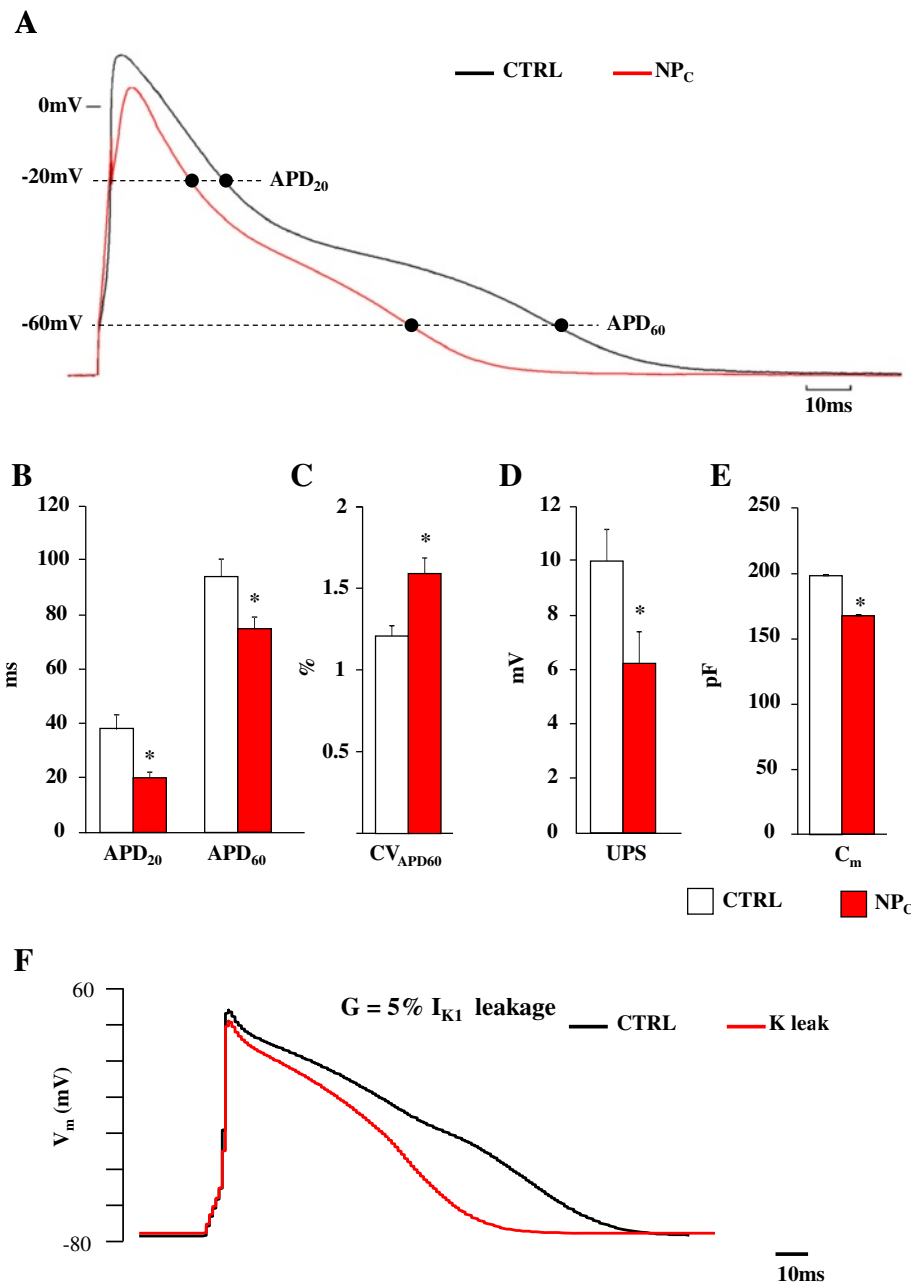 A
CTRL
NPC
0mV
-20mV
APD20
-60mV
APD60
10ms
B
120
100
80
60
40
20
0
ms
*
*
APD20
APD60
C
2
1.5
1
0.5
%
*
CVAPD60
D
12
10
8
6
4
2
0
mV
*
UPS
E
250
200
150
100
50
0
pF
*
Cm
CTRL
NPC
F
60
-80
Vm (mV)
G = 5% IK1 leakage
CTRL
K leak
10ms